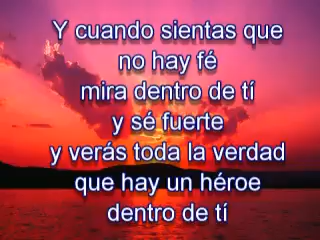 Y cuando sientas que
no hay fé
mira dentro de tí
y sé fuerte
y verás toda la verdad
que hay un héroe
dentro de tí